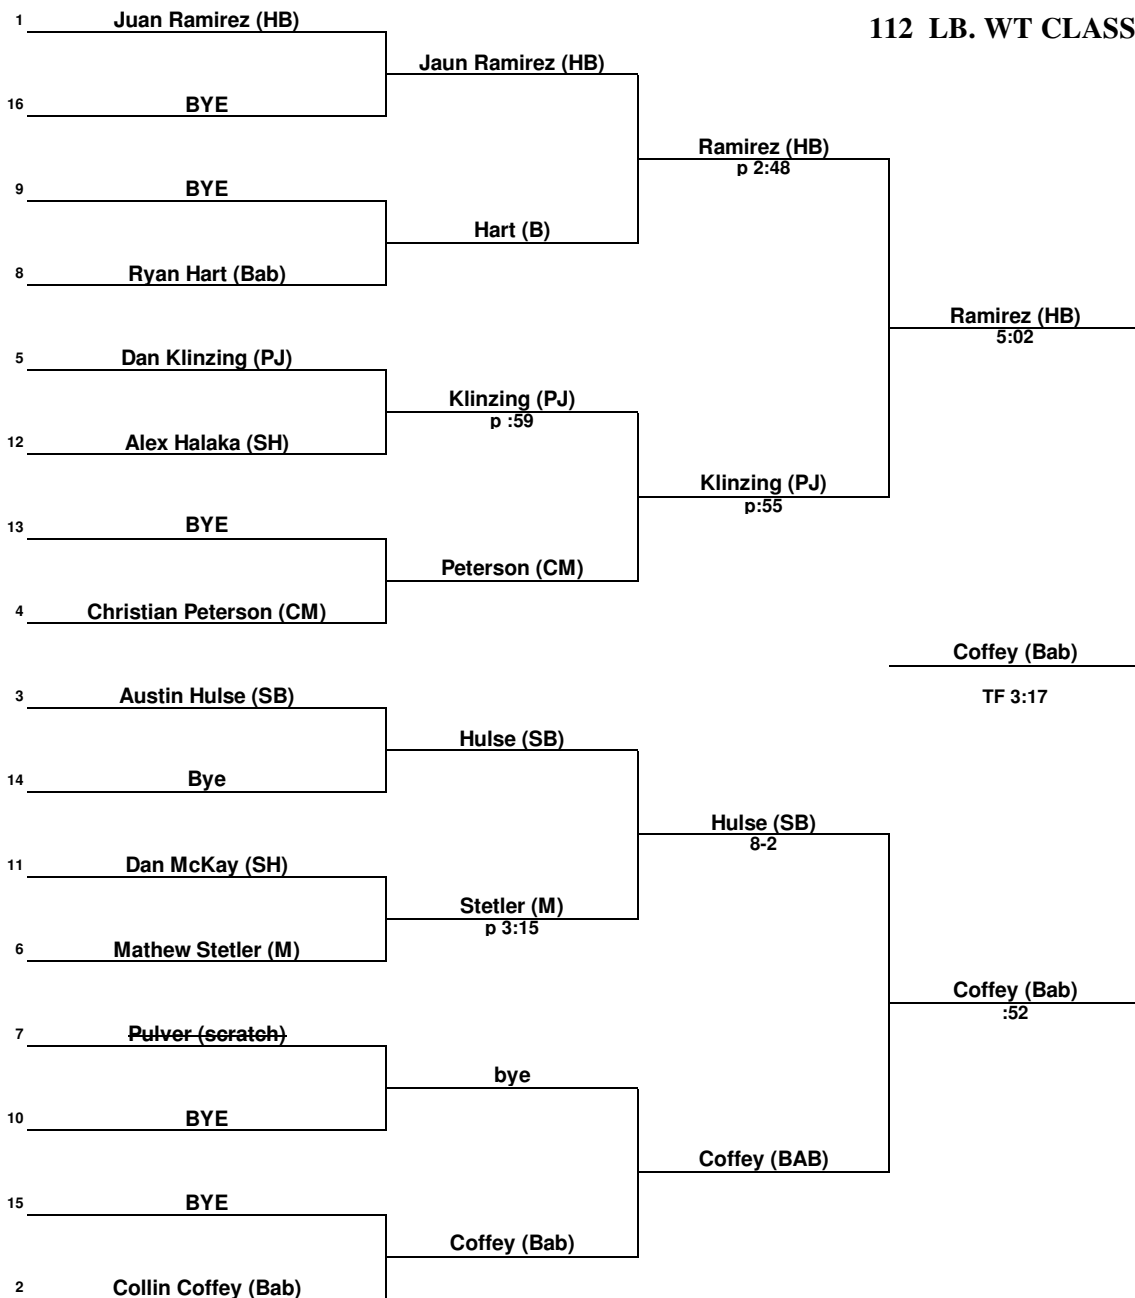 1 Juan Ramirez (HB)
112 LB. WT CLASS
Jaun Ramirez (HB)
16 BYE
Ramirez (HB)
p 2:48
9 BYE
Hart (B)
8 Ryan Hart (Bab)
Ramirez (HB)
5:02
5 Dan Klinzing (PJ)
Klinzing (PJ)
p :59
12 Alex Halaka (SH)
Klinzing (PJ)
p:55
13 BYE
Peterson (CM)
4 Christian Peterson (CM)
Coffey (Bab)
TF 3:17
3 Austin Hulse (SB)
Hulse (SB)
14 Bye
Hulse (SB)
8-2
11 Dan McKay (SH)
Stetler (M)
p 3:15
6 Mathew Stetler (M)
Coffey (Bab)
:52
7 Pulver (scratch)
bye
10 BYE
Coffey (BAB)
15 BYE
Coffey (Bab)
2 Collin Coffey (Bab)